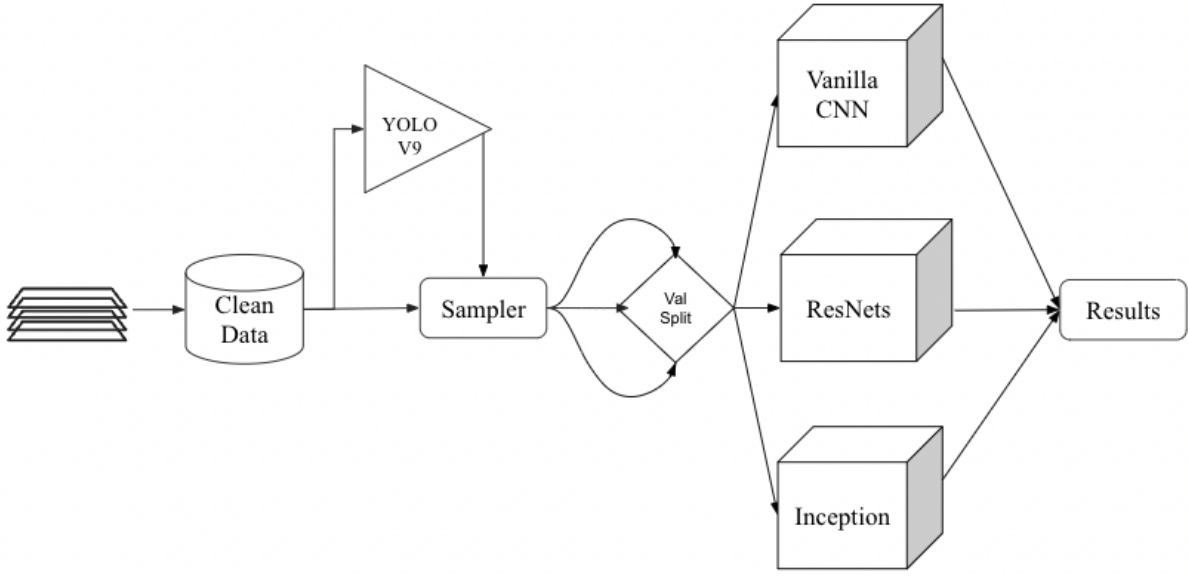 YOLO
V9
Clean
Data
Sampler
Val
Split
Vanilla
CNN
ResNets
Inception
Results